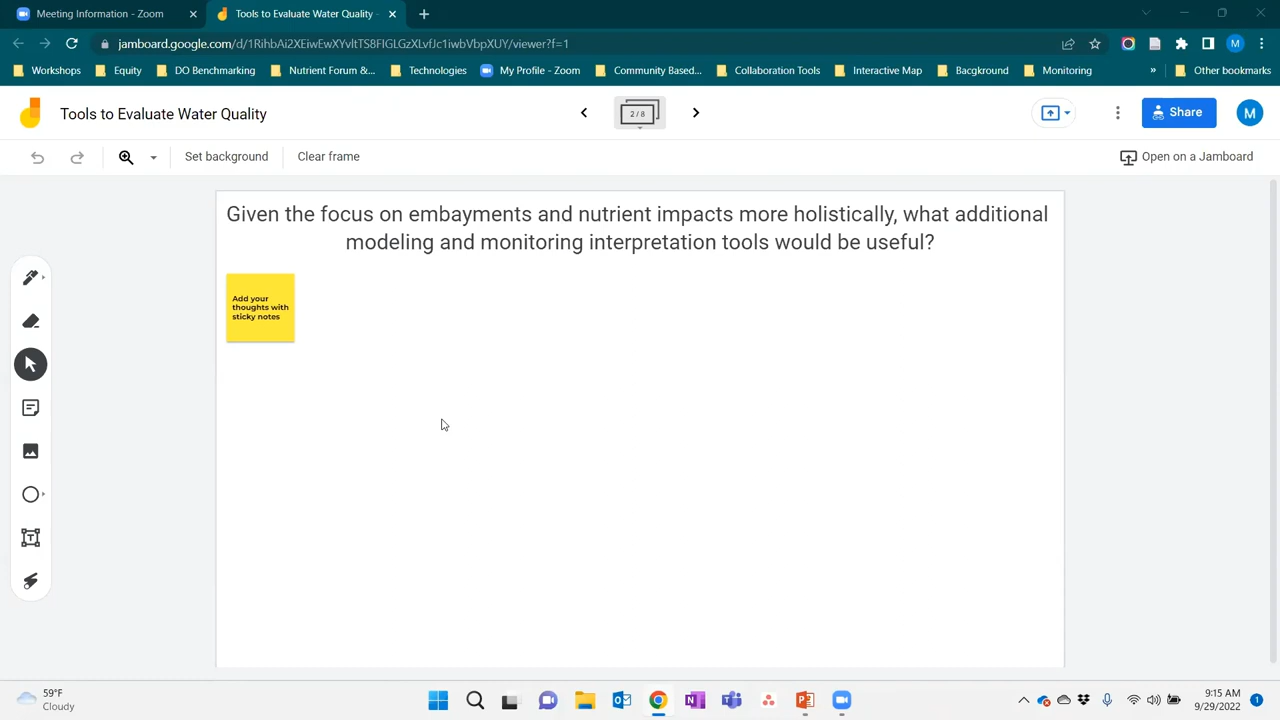 Meeting Information - Zoom
Tools to Evaluate Water Quality -
jamboard.google.com/d/1RihbAi2XEiwEwXYvltTS8FIGLGzXLvfJc1iwbVbpXUY/viewer?f=1
M
Workshops
Equity
DO Benchmarking
Nutrient Forum &...
Technologies
My Profile - Zoom
Community Based...
Collaboration Tools
Interactive Map
Bacground
Monitoring
»
Other bookmarks
Tools to Evaluate Water Quality
2 / 8
Share
M
Set background
Clear frame
Open on a Jamboard
Given the focus on embayments and nutrient impacts more holistically, what additional
modeling and monitoring interpretation tools would be useful?
Add your
thoughts with
sticky notes
59°F
Cloudy
9:15 AM
9/29/2022
1